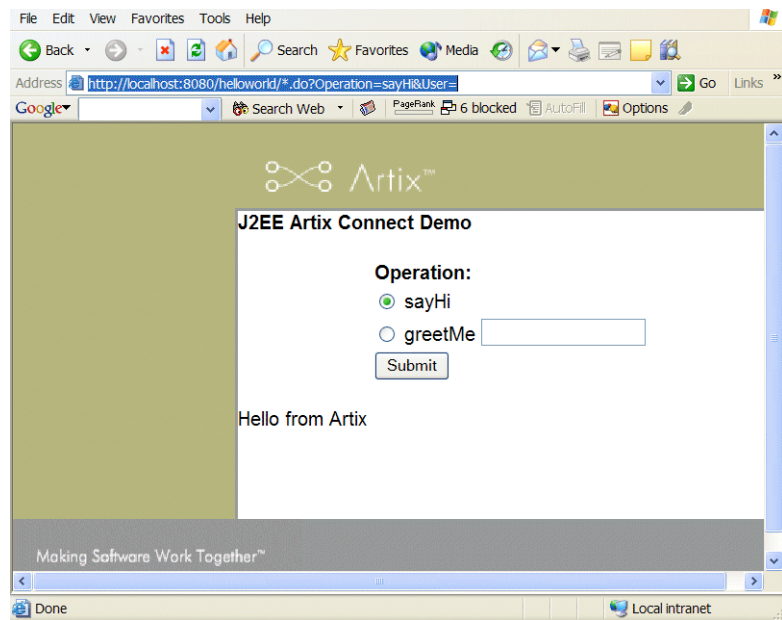 File Edit View Favorites Tools Help
Back Search Favorites Media
Address http://localhost:8080/helloworld/*.do?Operation=sayHi&User= Go Links »
Google Search Web PageRank 6 blocked AutoFill Options
Artix™
J2EE Artix Connect Demo
Operation:
sayHi
greetMe
Submit
Hello from Artix
Making Software Work Together™
Done Local intranet